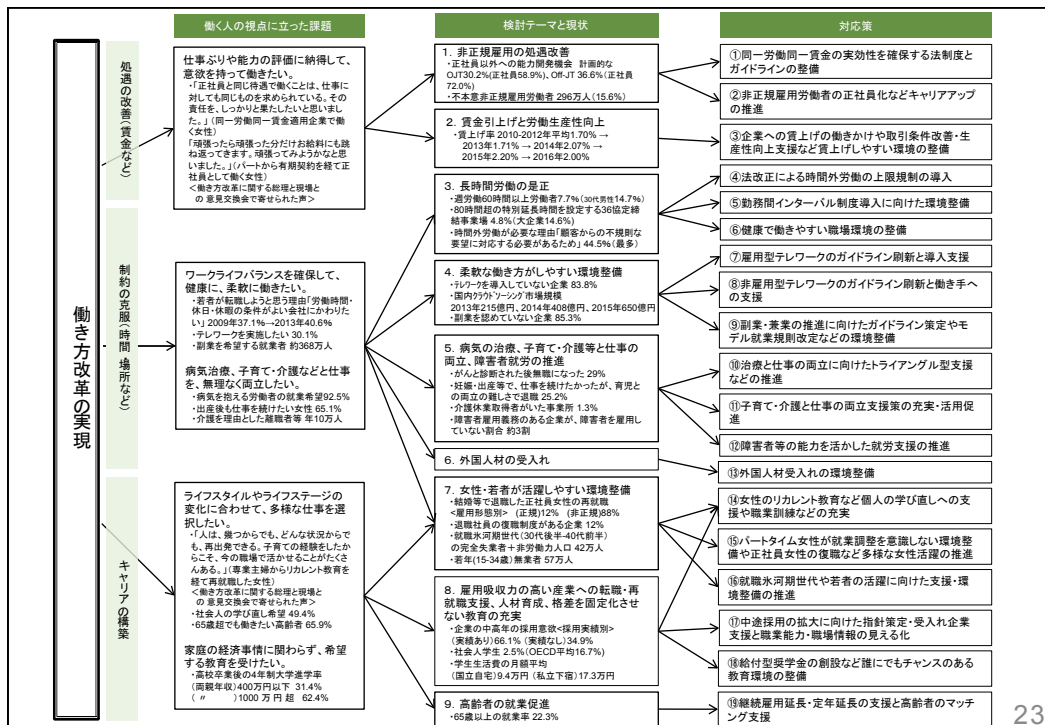 働き方改革の実現
処遇の改善(賃金など)
制約の克服(時間・場所など)
キャリアの構築
働く人の視点に立った課題
仕事ぶりや能力の評価に納得して、
意欲を持って働きたい。
・「正社員と同じ待遇で働くことは、仕事に
対しても同じものを求められている。その
責任を、しっかりと果たしたいと思いまし
た。」(同一労働同一賃金適用企業で働
く女性)
・「頑張ったら頑張った分だけお給料にも跳
ね返ってきます。頑張ってみようかなと思
いました。」(パートから有期契約を経て正
社員として働く女性)
<働き方改革に関する総理と現場と
の 意見交換会で寄せられた声>
ワークライフバランスを確保して、
健康に、柔軟に働きたい。
・若者が転職しようと思う理由「労働時間・
休日・休暇の条件がよい会社にかわりた
い」 2009年37.1%→2013年40.6%
・テレワークを実施したい 30.1%
・副業を希望する就業者 約368万人
病気治療、子育て・介護などと仕事
を、無理なく両立したい。
・病気を抱える労働者の就業希望92.5%
・出産後も仕事を続けたい女性 65.1%
・介護を理由とした離職者等 年10万人
ライフスタイルやライフステージの
変化に合わせて、多様な仕事を
選択したい。
・「人は、幾つからでも、どんな状況からで
も、再出発できる。子育ての経験をしたか
らこそ、今の職場で活かせることがたく
さんある。」(専業主婦からリカレント教育を
経て再就職した女性)
<働き方改革に関する総理と現場と
の 意見交換会で寄せられた声>
・社会人の学び直し希望 49.4%
・65歳超でも働きたい高齢者 65.9%
家庭の経済事情に関わらず、希望
する教育を受けたい。
・高校卒業後の4年制大学進学率
(両親年収)400万円以下 31.4%
( 〃 )1000 万 円 超 62.4%
検討テーマと現状
1. 非正規雇用の処遇改善
・正社員以外への能力開発機会 計画的な
OJT30.2%(正社員58.9%)、Off-JT 36.6%(正社員
72.0%)
・不本意非正規雇用労働者 296万人(15.6%)
2. 賃金引上げと労働生産性向上
・賃上げ率 2010-2012年平均1.70% →
2013年1.71% → 2014年2.07% →
2015年2.20% → 2016年2.00%
3. 長時間労働の是正
・週労働60時間以上労働者7.7%(30代男性14.7%)
・80時間超の特別延長時間を設定する36協定締
結事業場 4.8%(大企業14.6%)
・時間外労働が必要な理由「顧客からの不規則な
要望に対応する必要があるため」 44.5%(最多)
4. 柔軟な働き方がしやすい環境整備
・テレワークを導入していない企業 83.8%
・国内クラウドソーシング市場規模
2013年215億円、2014年408億円、2015年650億円
・副業を認めていない企業 85.3%
5. 病気の治療、子育て・介護等と仕事の
両立、障害者就労の推進
・がんと診断された後無職になった 29%
・妊娠・出産等で、仕事を続けたかったが、育児と
の両立の難しさで退職 25.2%
・介護休業取得者がいた事業所 1.3%
・障害者雇用義務のある企業が、障害者を雇用し
ていない割合 約3割
6. 外国人材の受入れ
7. 女性・若者が活躍しやすい環境整備
・結婚等で退職した正社員女性の再就職
<雇用形態別> (正規)12% (非正規)88%
・退職社員の復職制度がある企業 12%
・就職氷河期世代(30代後半-40代前半)
の完全失業者+非労働力人口 42万人
・若年(15-34歳)無業者 57万人
8. 雇用吸収力の高い産業への転職・再
就職支援、人材育成、格差を固定化させ
ない教育の充実
・企業の中高年の採用意欲<採用実績別>
(実績あり)66.1% (実績なし)34.9%
・社会人学生 2.5%(OECD平均16.7%)
・学生生活費の月額平均
(国立自宅)9.4万円 (私立下宿)17.3万円
9. 高齢者の就業促進
・65歳以上の就業率 22.3%
対応策
①同一労働同一賃金の実効性を確保する法制度と
ガイドラインの整備
②非正規雇用労働者の正社員化などキャリアアップ
の推進
③企業への賃上げの働きかけや取引条件改善・生
産性向上支援など賃上げしやすい環境の整備
④法改正による時間外労働の上限規制の導入
⑤勤務間インターバル制度導入に向けた環境整備
⑥健康で働きやすい職場環境の整備
⑦雇用型テレワークのガイドライン刷新と導入支援
⑧非雇用型テレワークのガイドライン刷新と働き手へ
の支援
⑨副業・兼業の推進に向けたガイドライン策定やモ
デル就業規則改定などの環境整備
⑩治療と仕事の両立に向けたトライアングル型支援
などの推進
⑪子育て・介護と仕事の両立支援策の充実・活用促
進
⑫障害者等の能力を活かした就労支援の推進
⑬外国人材受入れの環境整備
⑭女性のリカレント教育など個人の学び直しへの支
援や職業訓練などの充実
⑮パートタイム女性が就業調整を意識しない環境整
備や正社員女性の復職など多様な女性活躍の推進
⑯就職氷河期世代や若者の活躍に向けた支援・環
境整備の推進
⑰中途採用の拡大に向けた指針策定・受入れ企業
支援と職業能力・職場情報の見える化
⑱給付型奨学金の創設など誰にでもチャンスのある
教育環境の整備
⑲継続雇用延長・定年延長の支援と高齢者のマッチ
ング支援
23